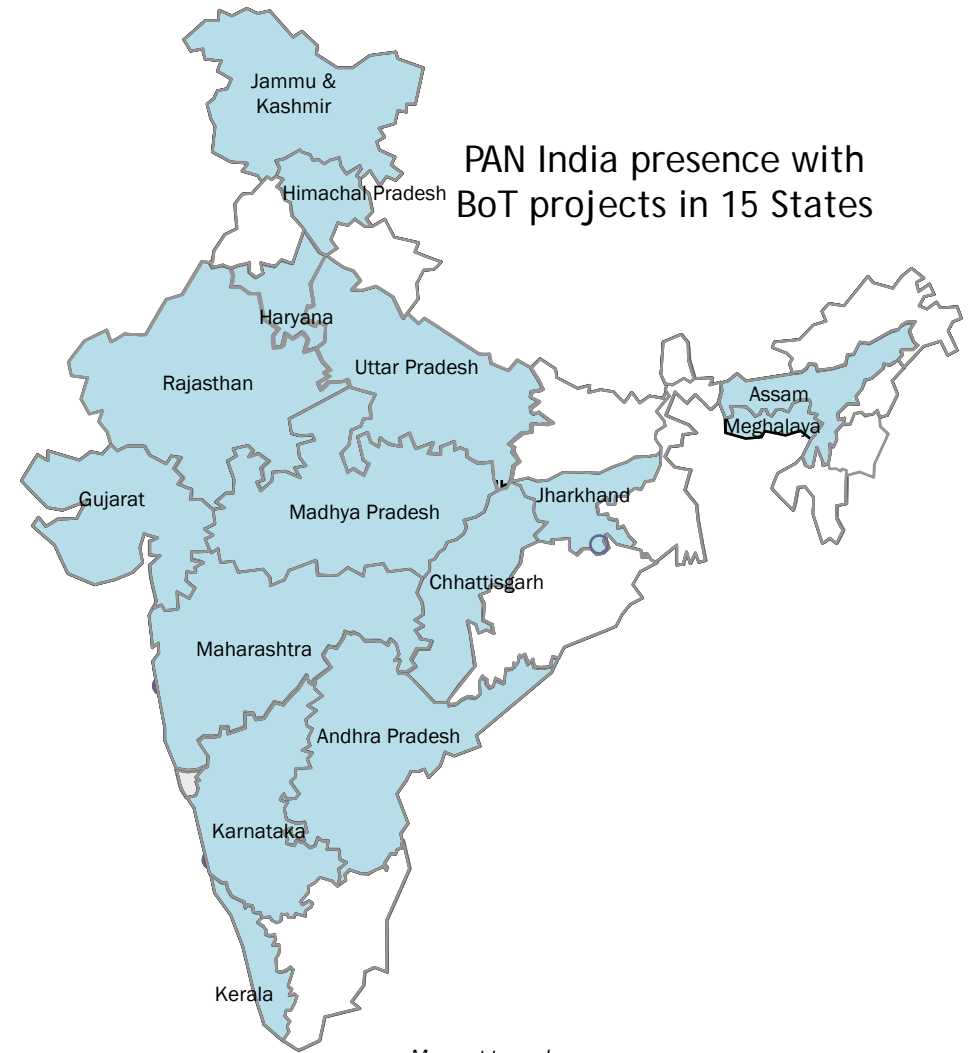 Jammu &
Kashmir
PAN India presence with
BoT projects in 15 States
Himachal Pradesh
Haryana
Uttar Pradesh
Rajasthan
Assam
Meghalaya
Gujarat
Jharkhand
Madhya Pradesh
Chhattisgarh
Maharashtra
Andhra Pradesh
Karnataka
Kerala